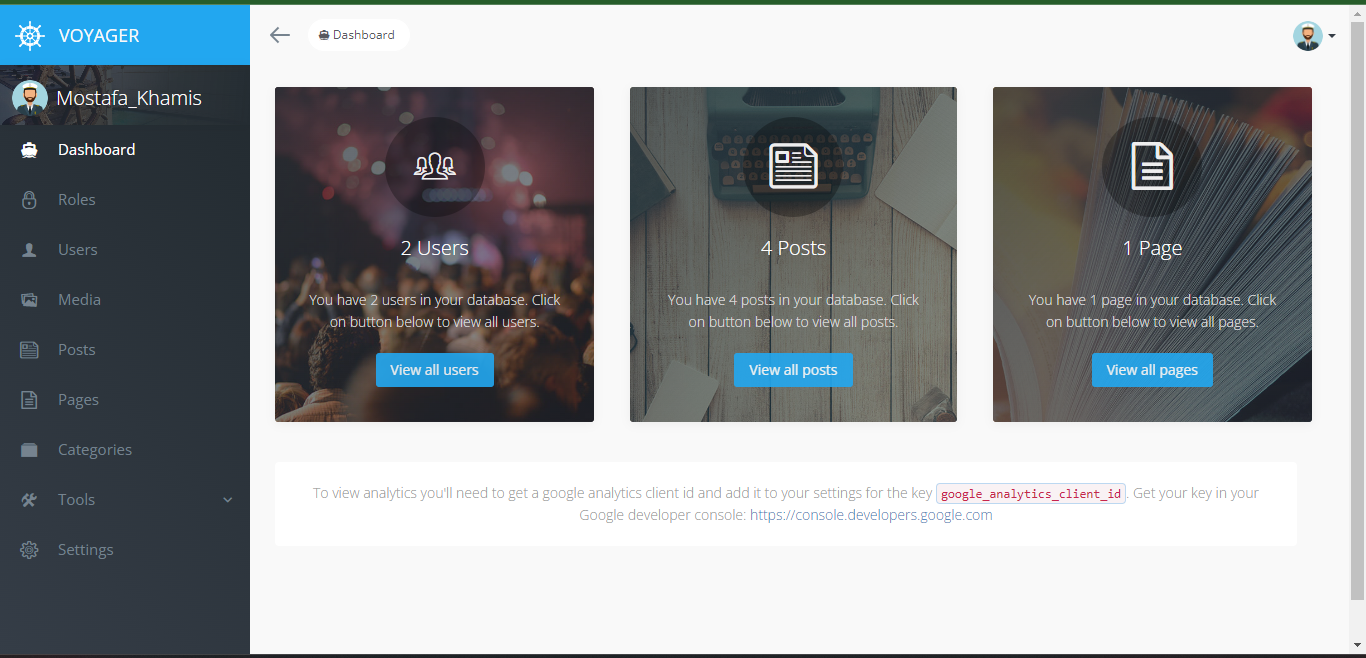 VOYAGER
Mostafa_Khamis
Dashboard
Roles
Users
Media
Posts
Pages
Categories
Tools
Settings
Dashboard
2 Users
You have 2 users in your database. Click
on button below to view all users.
View all users
4 Posts
You have 4 posts in your database. Click
on button below to view all posts.
View all posts
1 Page
You have 1 page in your database. Click
on button below to view all pages.
View all pages
To view analytics you'll need to get a google analytics client id and add it to your settings for the key google_analytics_client_id. Get your key in your
Google developer console: https://console.developers.google.com